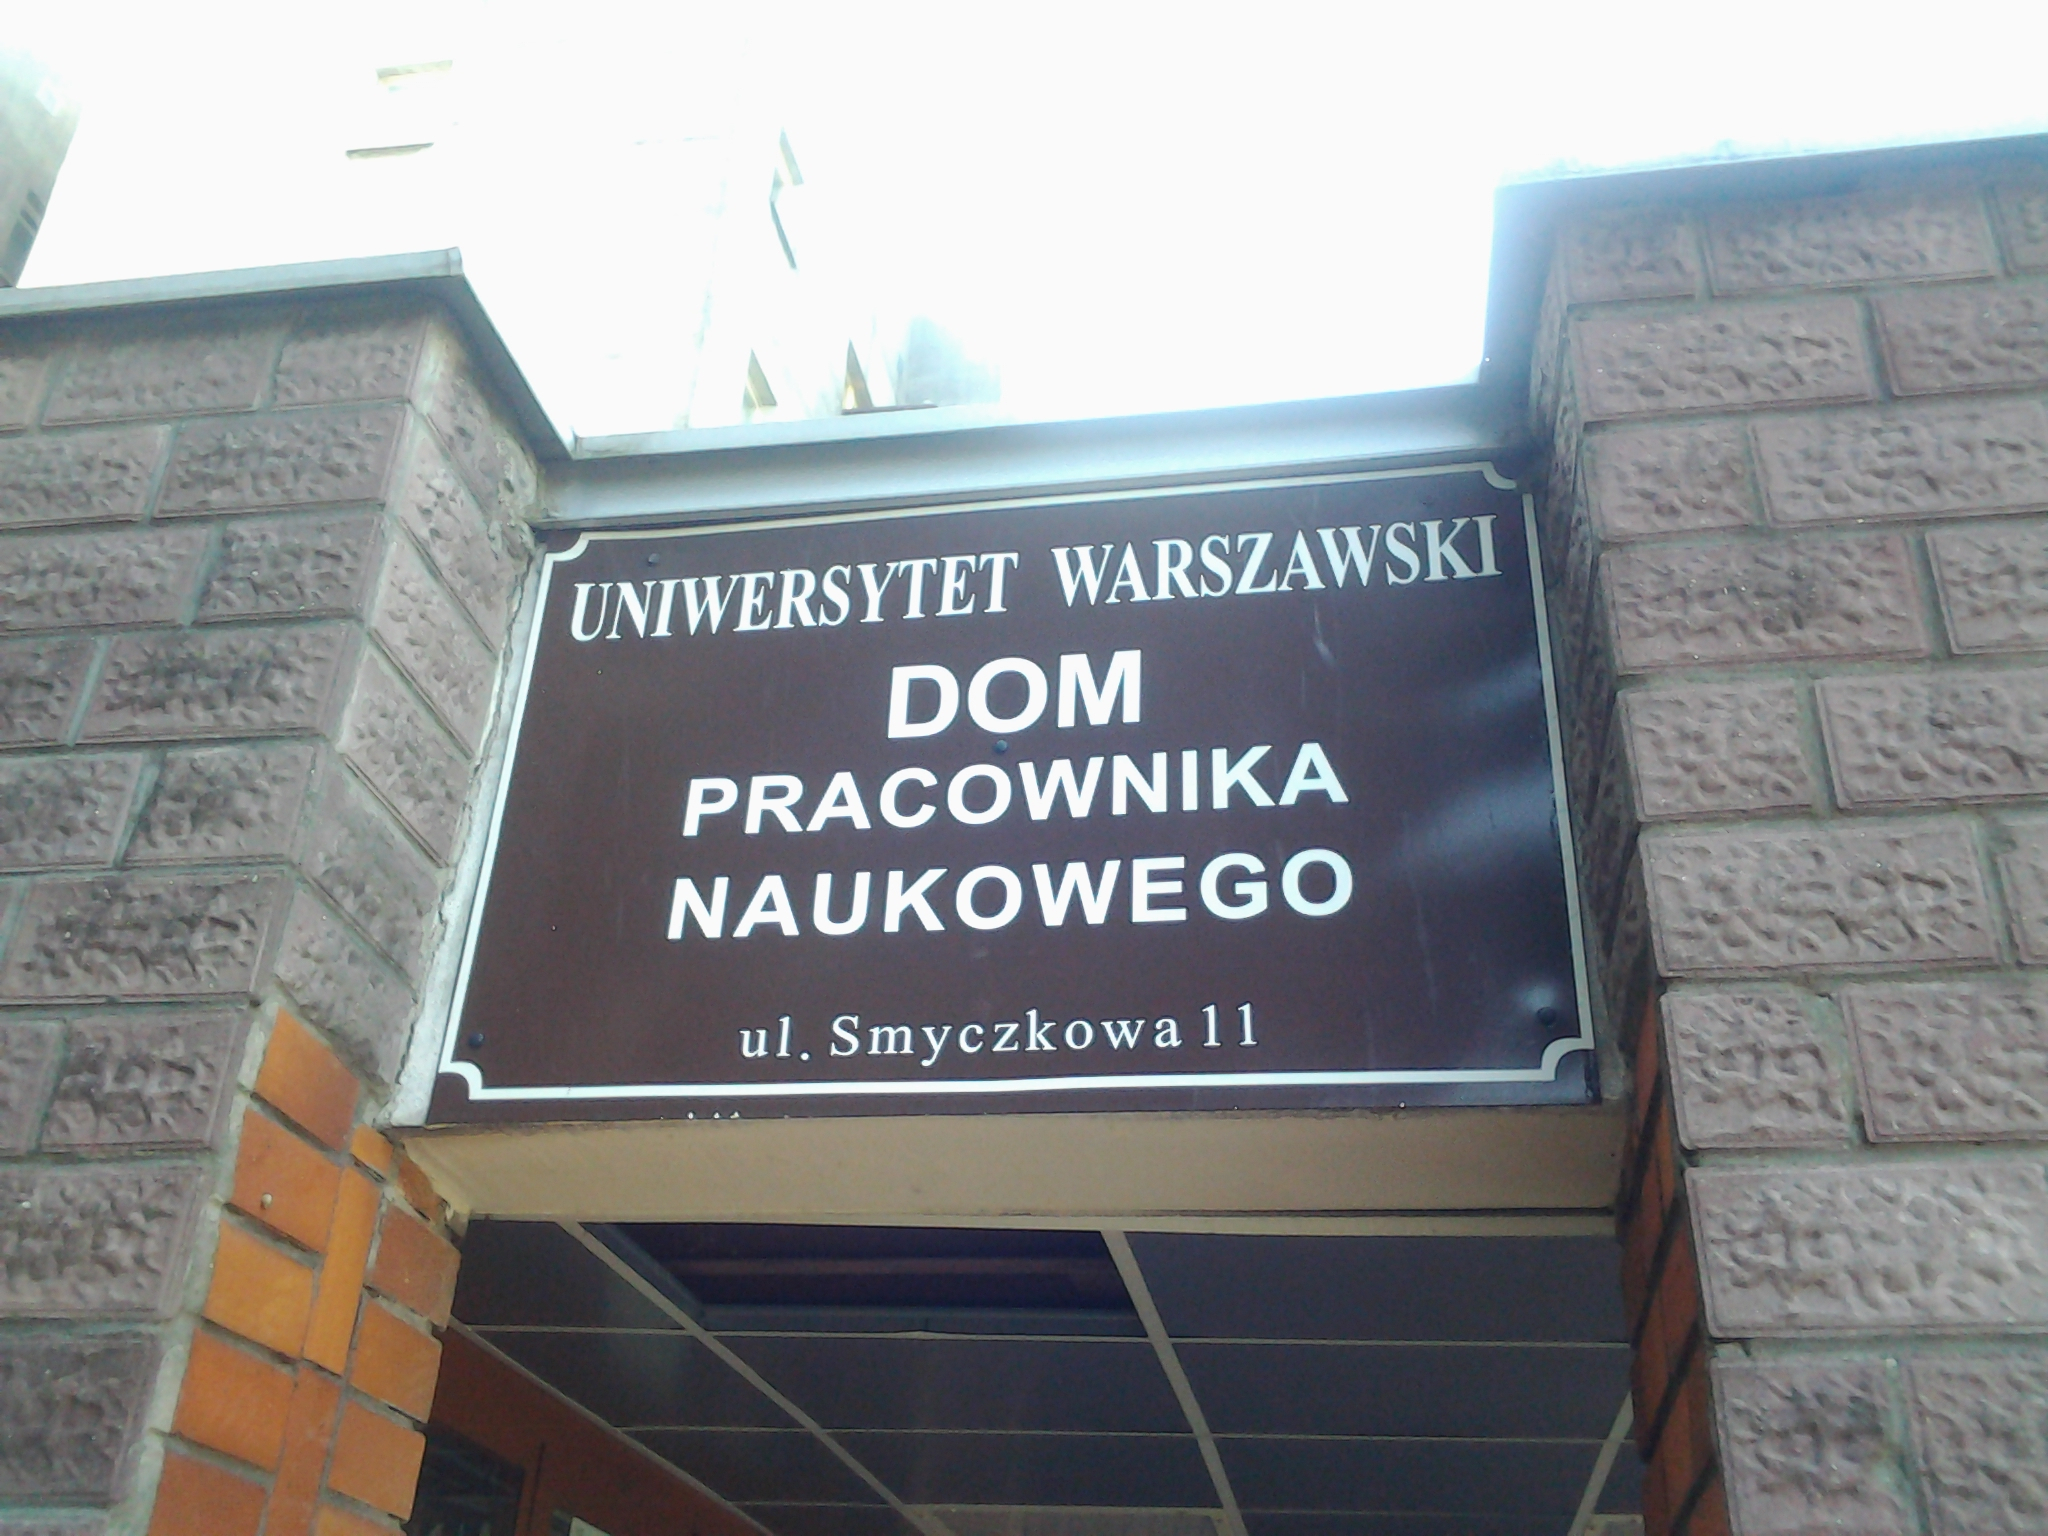 UNIWERSYTET WARSZAWSKI
DOM
PRACOWNIKA
NAUKOWEGO
ul. Smyczkowa 11